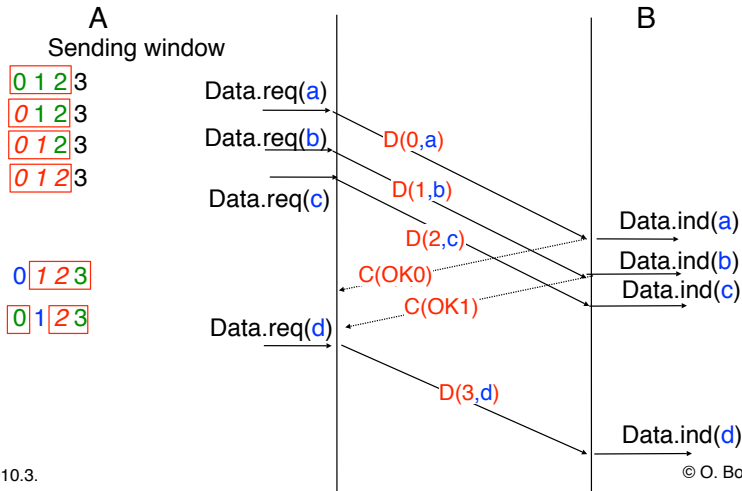 A
B
Sending window
0 1 2 3
0 1 2 3
0 1 2 3
0 1 2 3
Data.req(a)
Data.req(b)
D(0,a)
D(1,b)
Data.req(c)
D(2,c)
Data.ind(a)
Data.ind(b)
Data.ind(c)
0 1 2 3
C(OK0)
C(OK1)
0 1 2 3
Data.req(d)
D(3,d)
Data.ind(d)
10.3.
© O. Bo